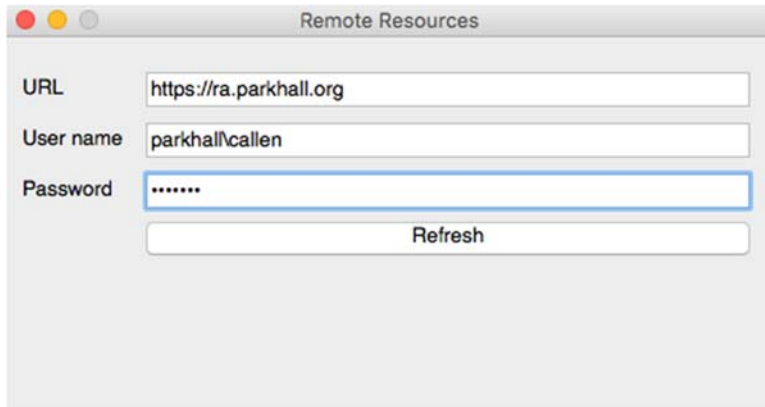 Remote Resources
URL https://ra.parkhall.org
User name parkhall\callen
Password •••••••
Refresh